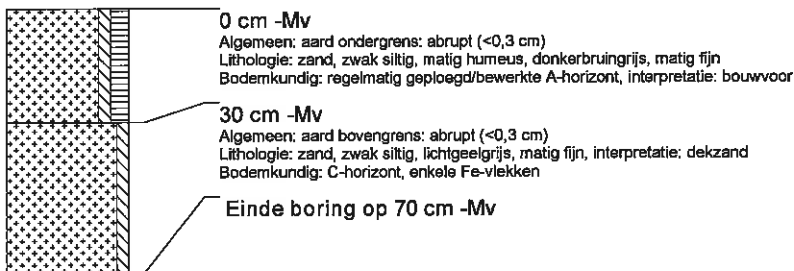 0 cm -Mv
Algemeen: aard ondergrens: abrupt (<0,3 cm)
Lithologie: zand, zwak siltig, matig humeus, donkerbruingrijs, matig fijn
Bodemkundig: regelmatig geploegd/bewerkte A-horizont, interpretatie: bouwvoor
30 cm -Mv
Algemeen: aard bovengrens: abrupt (<0,3 cm)
Lithologie: zand, zwak siltig, lichtgeelgrijs, matig fijn, interpretatie: dekzand
Bodemkundig: C-horizont, enkele Fe-vlekken
Einde boring op 70 cm -Mv